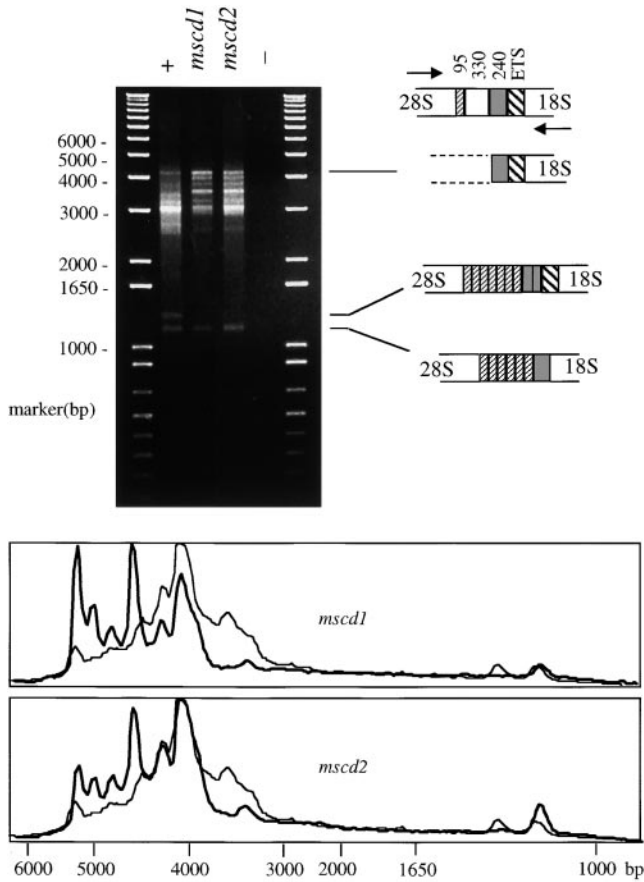 + mscd1 mscd2 –
6000 -
5000 -
4000 -
3000 -
2000 -
1650 -
1000 -
marker(bp)
95 330 240 ETS
28S 18S
18S
28S 18S
28S 18S
mscd1
mscd2
6000 5000 4000 3000 2000 1650 1000 bp